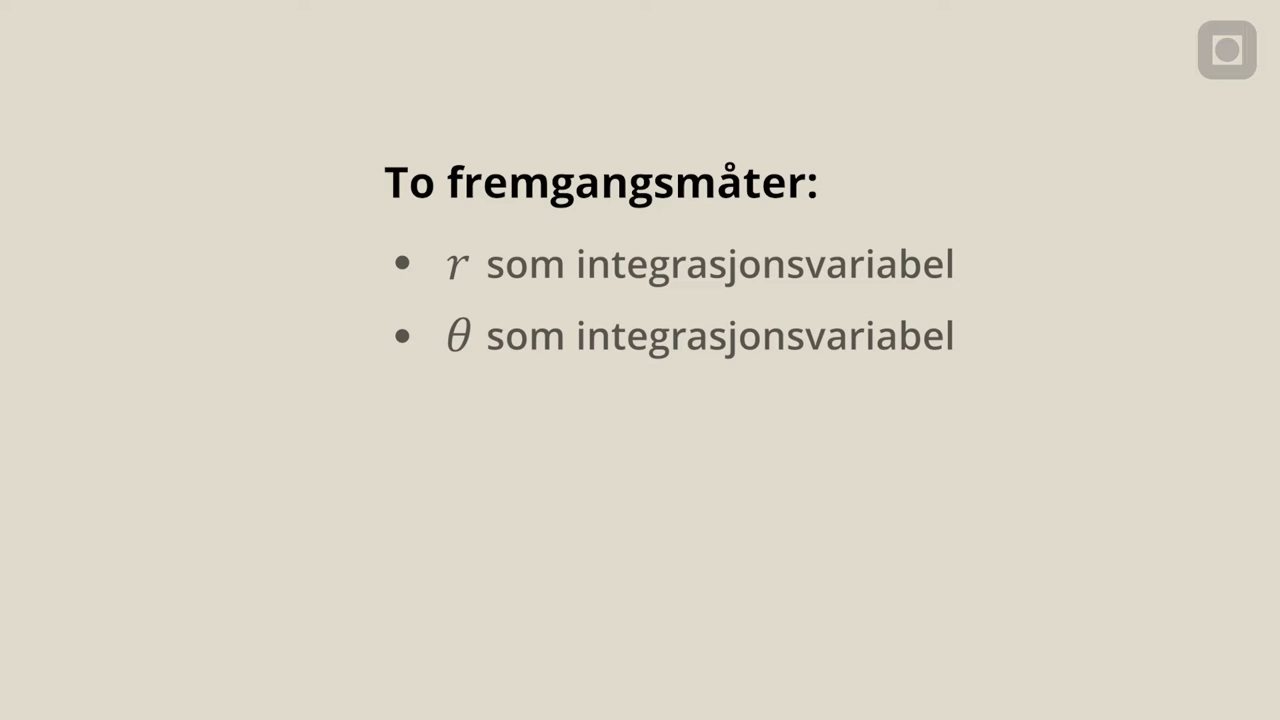 To fremgangsmåter:
• r som integrasjonsvariabel
• θ som integrasjonsvariabel